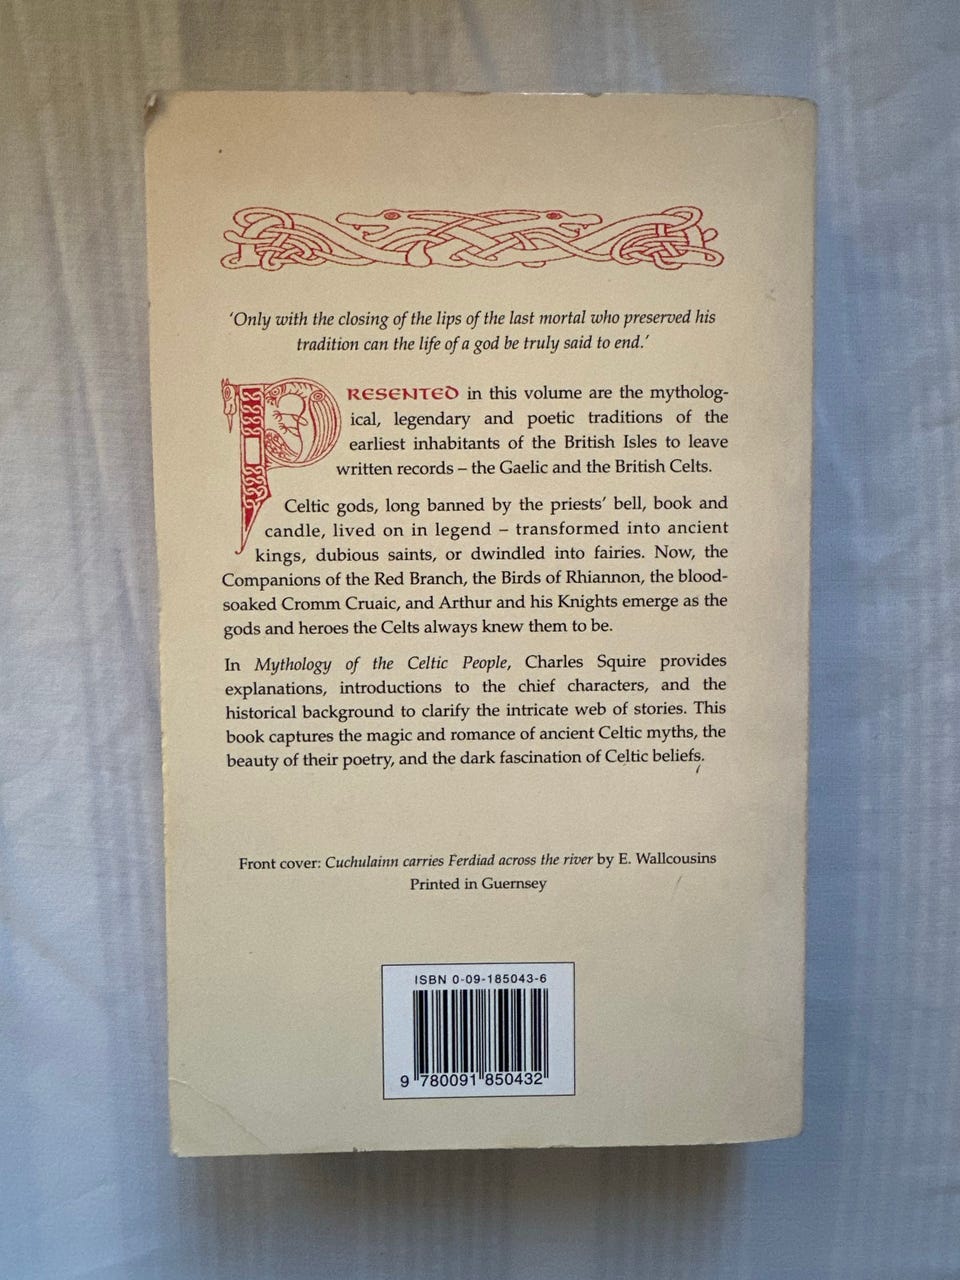 ‘Only with the closing of the lips of the last mortal who preserved his
tradition can the life of a god be truly said to end.’
PRESENTED in this volume are the mytholog-
ical, legendary and poetic traditions of the
earliest inhabitants of the British Isles to leave
written records – the Gaelic and the British Celts.
Celtic gods, long banned by the priests’ bell, book and
candle, lived on in legend – transformed into ancient
kings, dubious saints, or dwindled into fairies. Now, the
Companions of the Red Branch, the Birds of Rhiannon, the blood-
soaked Cromm Cruaic, and Arthur and his Knights emerge as the
gods and heroes the Celts always knew them to be.
In Mythology of the Celtic People, Charles Squire provides
explanations, introductions to the chief characters, and the
historical background to clarify the intricate web of stories. This
book captures the magic and romance of ancient Celtic myths, the
beauty of their poetry, and the dark fascination of Celtic beliefs.
Front cover: Cuchulainn carries Ferdiad across the river by E. Wallcousins
Printed in Guernsey
ISBN 0-09-185043-6
9 780091 850432